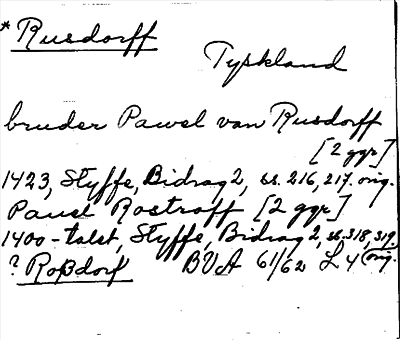 * Rusdorff
Tyskland
bruder Pawel van Rusdorff
[2 ggr]
1423, Styffe, Bidrag 2, ss. 216, 217. orig.
Pauel Rostroff [2 ggr]
1400-talet, Styffe, Bidrag 2, ss. 318, 319.
orig.
? Roßdorf BVA 61/62 L 4